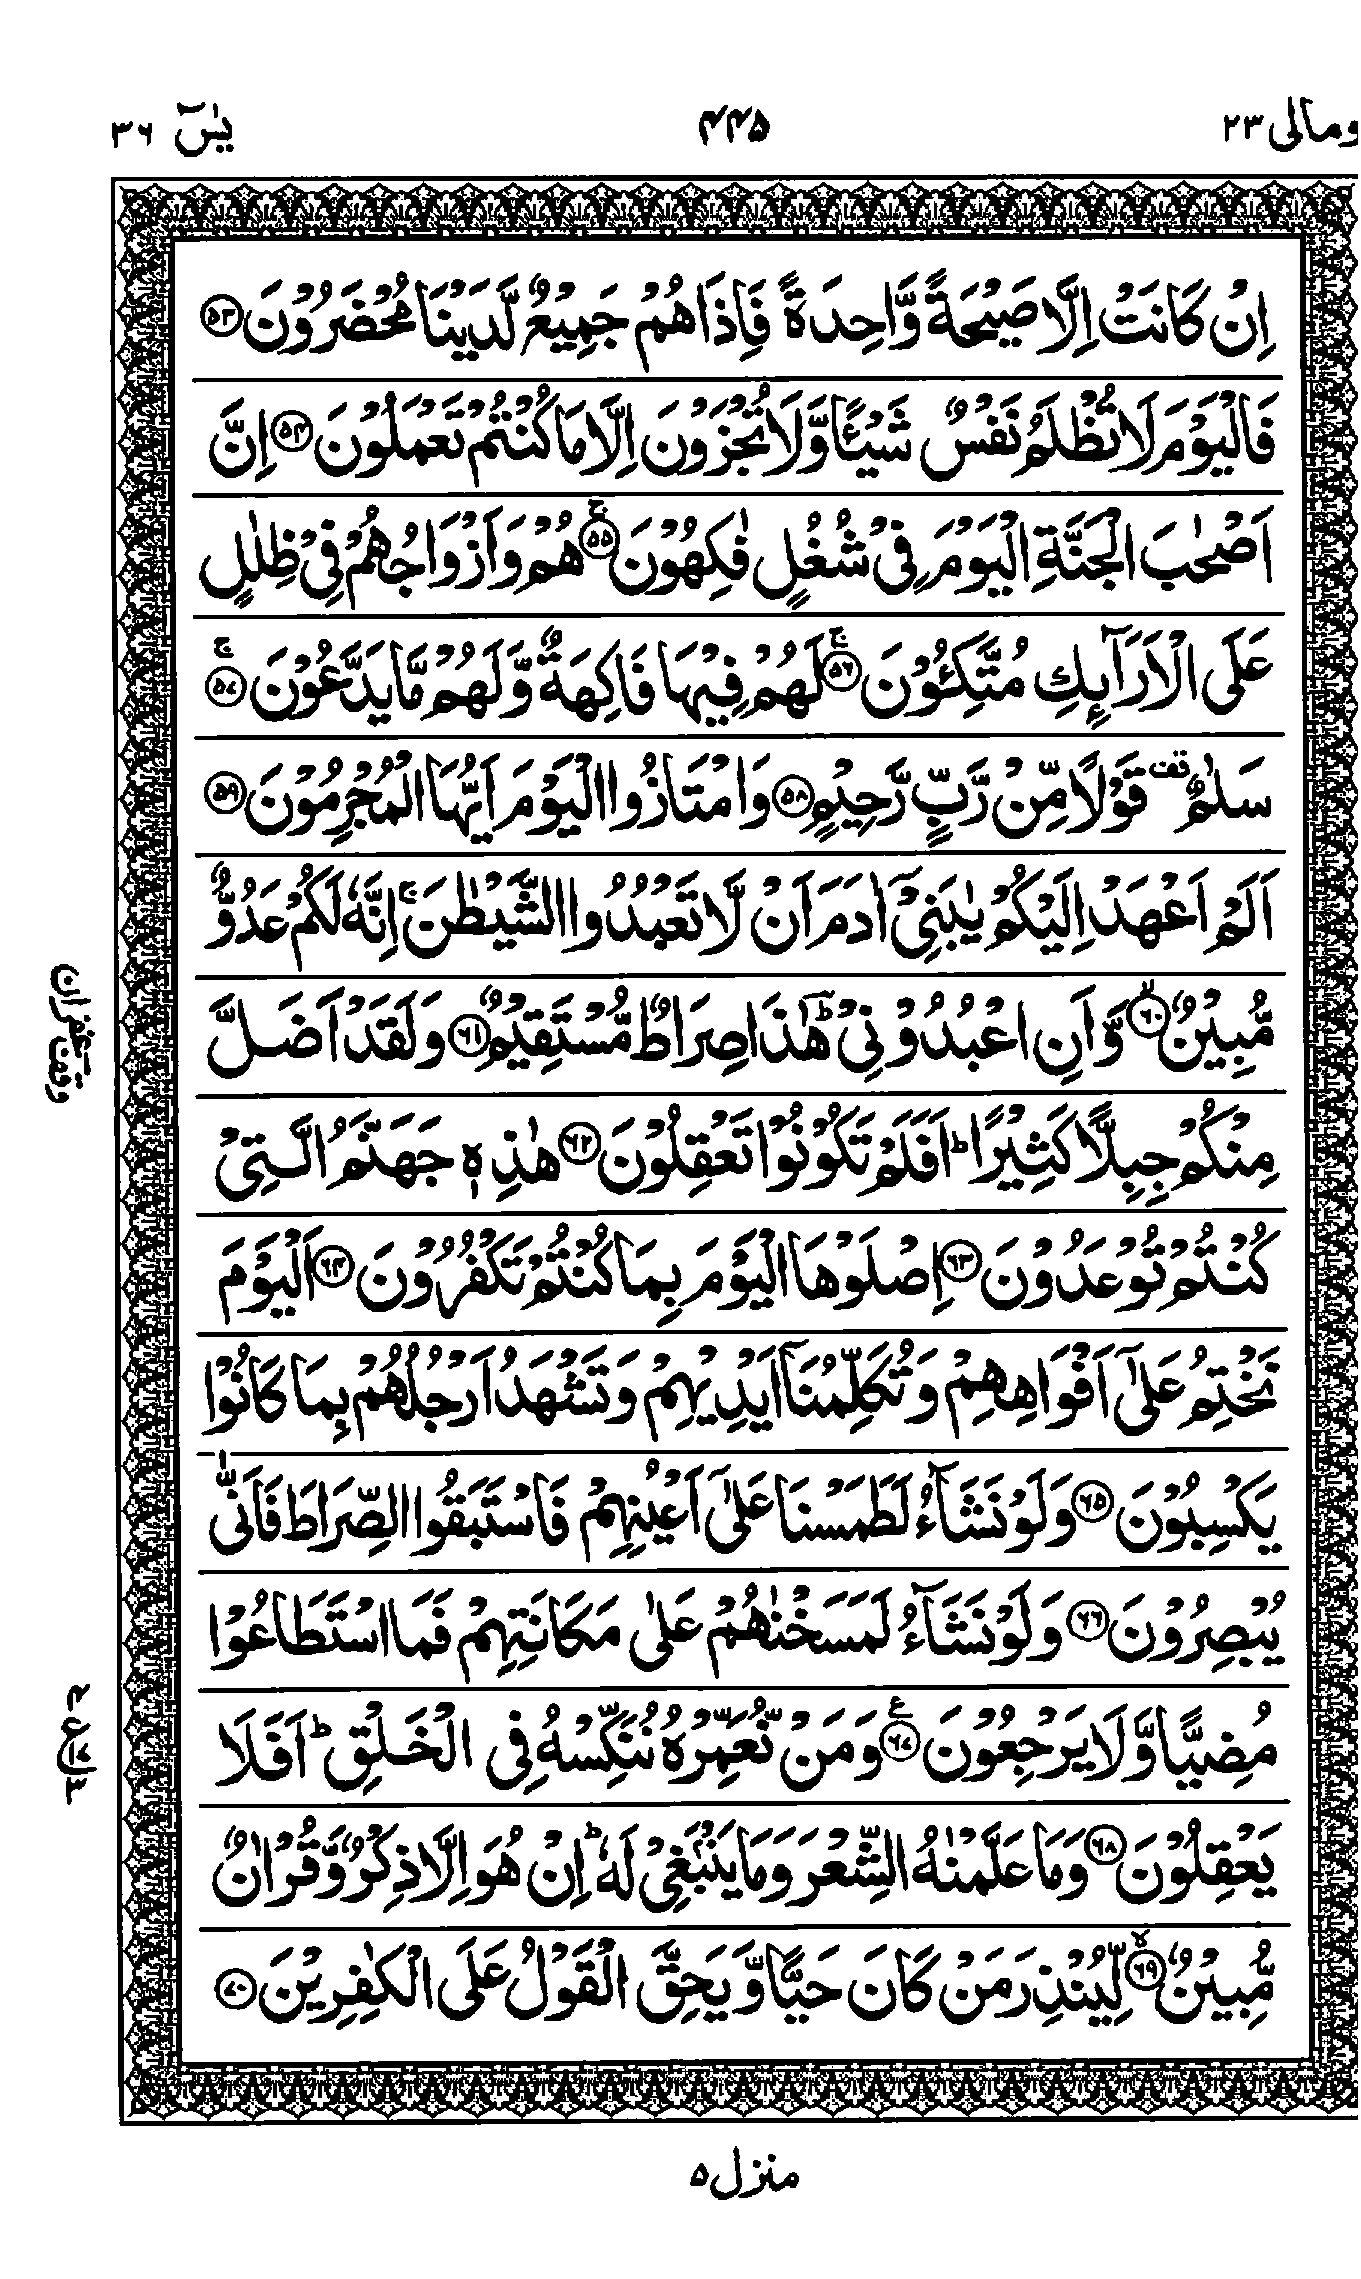 ومالی ۲۳
۴۴۵
یٰسٓ ۳۶
اِنْ كَانَتْ اِلَّا صَیْحَةً وَّاحِدَةً فَاِذَا هُمْ جَمِیْعٌ لَّدَیْنَا مُحْضَرُوْنَ ﴿۵۳﴾
فَالْیَوْمَ لَا تُظْلَمُ نَفْسٌ شَیْـًٔا وَّلَا تُجْزَوْنَ اِلَّا مَا كُنْتُمْ تَعْمَلُوْنَ ﴿۵۴﴾ اِنَّ
اَصْحٰبَ الْجَنَّةِ الْیَوْمَ فِیْ شُغُلٍ فٰكِهُوْنَ ﴿۵۵﴾ۚ هُمْ وَاَزْوَاجُهُمْ فِیْ ظِلٰلٍ
عَلَی الْاَرَآىِٕكِ مُتَّكِـُٔوْنَ ﴿۵۶﴾ۚ لَهُمْ فِیْهَا فَاكِهَةٌ وَّلَهُمْ مَّا یَدَّعُوْنَ ﴿۵۷﴾ۚ
سَلٰمٌ قف قَوْلًا مِّنْ رَّبٍّ رَّحِیْمٍ ﴿۵۸﴾ وَامْتَازُوا الْیَوْمَ اَیُّهَا الْمُجْرِمُوْنَ ﴿۵۹﴾
اَلَمْ اَعْهَدْ اِلَیْكُمْ یٰبَنِیْۤ اٰدَمَ اَنْ لَّا تَعْبُدُوا الشَّیْطٰنَ ۚ اِنَّهٗ لَكُمْ عَدُوٌّ
مُّبِیْنٌ ﴿۶۰﴾ۙ وَّاَنِ اعْبُدُوْنِیْ ؔؕ هٰذَا صِرَاطٌ مُّسْتَقِیْمٌ ﴿۶۱﴾ وَلَقَدْ اَضَلَّ
مِنْكُمْ جِبِلًّا كَثِیْرًا ؕ اَفَلَمْ تَكُوْنُوْا تَعْقِلُوْنَ ﴿۶۲﴾ هٰذِهٖ جَهَنَّمُ الَّتِیْ
كُنْتُمْ تُوْعَدُوْنَ ﴿۶۳﴾ اِصْلَوْهَا الْیَوْمَ بِمَا كُنْتُمْ تَكْفُرُوْنَ ﴿۶۴﴾ اَلْیَوْمَ
نَخْتِمُ عَلٰۤی اَفْوَاهِهِمْ وَتُكَلِّمُنَاۤ اَیْدِیْهِمْ وَتَشْهَدُ اَرْجُلُهُمْ بِمَا كَانُوْا
یَكْسِبُوْنَ ﴿۶۵﴾ وَلَوْ نَشَآءُ لَطَمَسْنَا عَلٰۤی اَعْیُنِهِمْ فَاسْتَبَقُوا الصِّرَاطَ فَاَنّٰی
یُبْصِرُوْنَ ﴿۶۶﴾ وَلَوْ نَشَآءُ لَمَسَخْنٰهُمْ عَلٰی مَكَانَتِهِمْ فَمَا اسْتَطَاعُوْا
مُضِیًّا وَّلَا یَرْجِعُوْنَ ﴿۶۷﴾ع وَمَنْ نُّعَمِّرْهُ نُنَكِّسْهُ فِی الْخَلْقِ ؕ اَفَلَا
یَعْقِلُوْنَ ﴿۶۸﴾ وَمَا عَلَّمْنٰهُ الشِّعْرَ وَمَا یَنْۢبَغِیْ لَهٗ ؕ اِنْ هُوَ اِلَّا ذِكْرٌ وَّقُرْاٰنٌ
مُّبِیْنٌ ﴿۶۹﴾ۙ لِّیُنْذِرَ مَنْ كَانَ حَیًّا وَّیَحِقَّ الْقَوْلُ عَلَی الْكٰفِرِیْنَ ﴿۷۰﴾
وقف غفران
منزل ۵